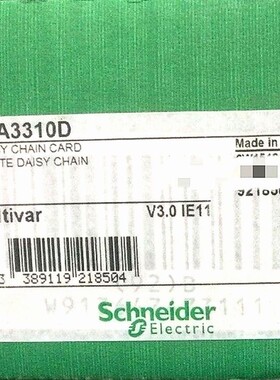 A3310D
Y CHAIN CARD
TE DAISY CHAIN
Made in
tivar
V3.0 IE11
3 389119 218504
Schneider
Electric